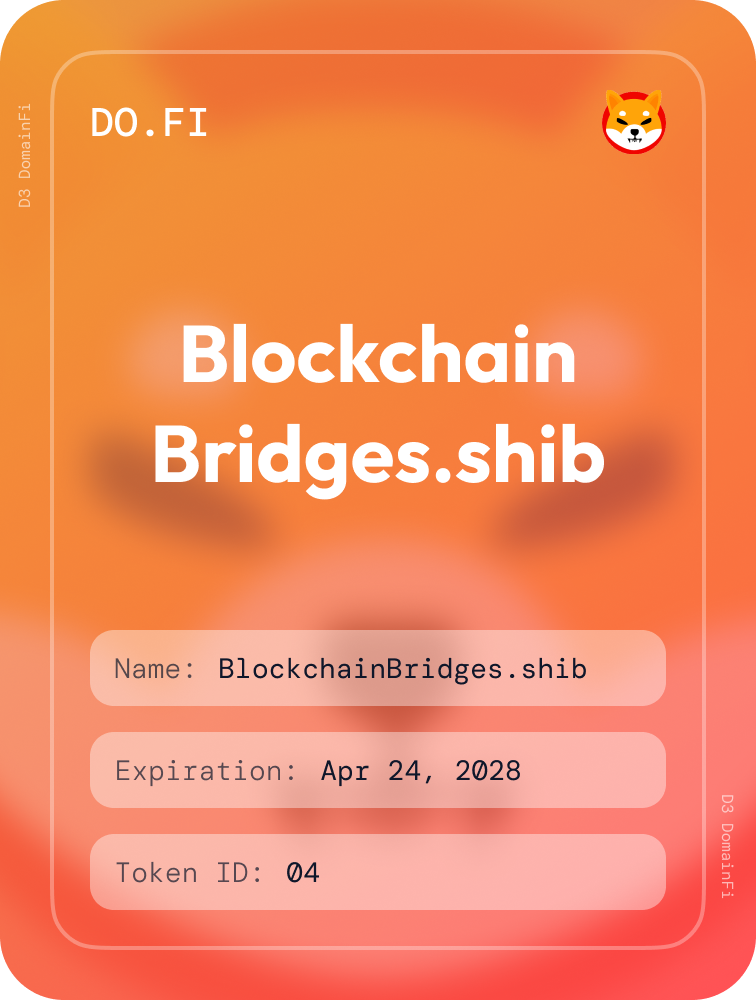 DO.FI
D3 DomainFi
Blockchain
Bridges.shib
Name: BlockchainBridges.shib
Expiration: Apr 24, 2028
Token ID: 04
D3 DomainFi